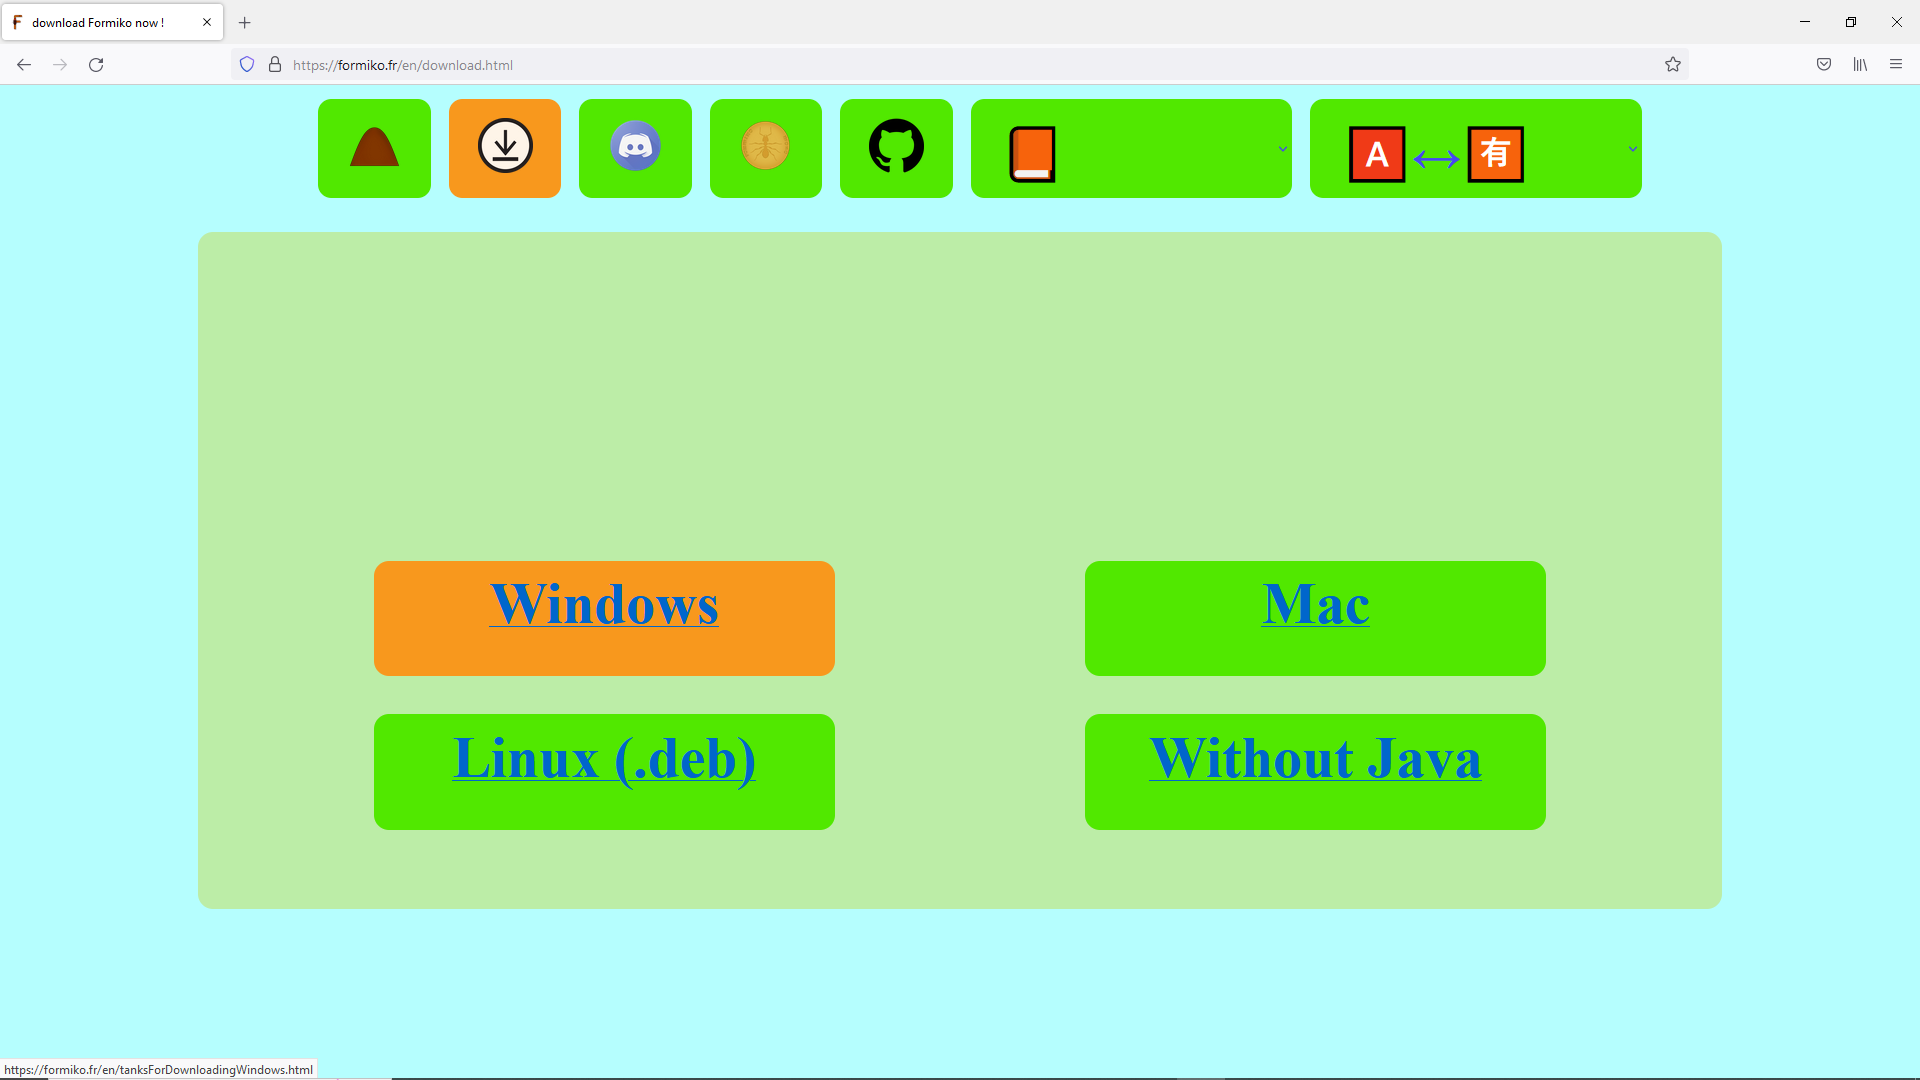 download Formiko now !
https://formiko.fr/en/download.html
A 有
Windows
Mac
Linux (.deb)
Without Java
https://formiko.fr/en/tanksForDownloadingWindows.html